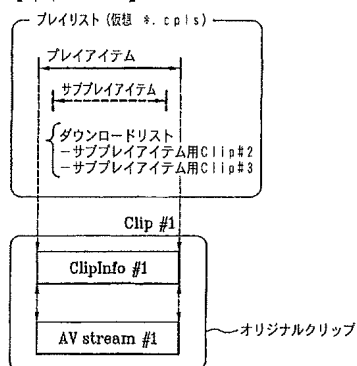 プレイリスト (仮想 *.cpls)
プレイアイテム
サブプレイアイテム
ダウンロードリスト
－サブプレイアイテム用Clip#2
－サブプレイアイテム用Clip#3
Clip #1
ClipInfo #1
AV stream #1
オリジナルクリップ